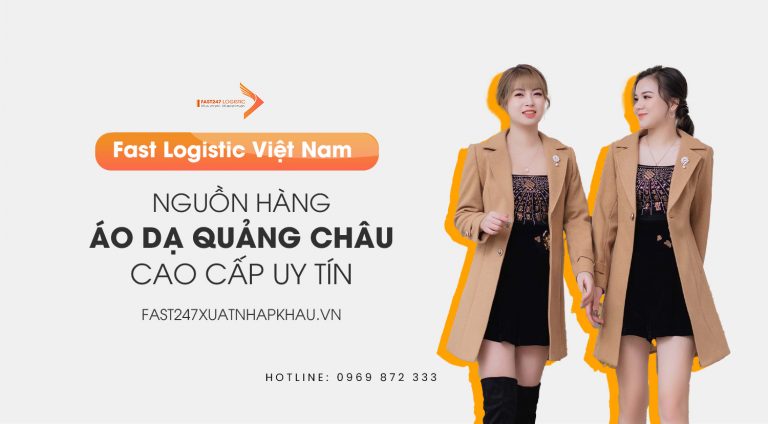 FAST247 LOGISTIC
Fast Logistic Việt Nam
NGUỒN HÀNG
ÁO DẠ QUẢNG CHÂU
CAO CẤP UY TÍN
FAST247XUATNHAPKHAU.VN
HOTLINE: 0969 872 333